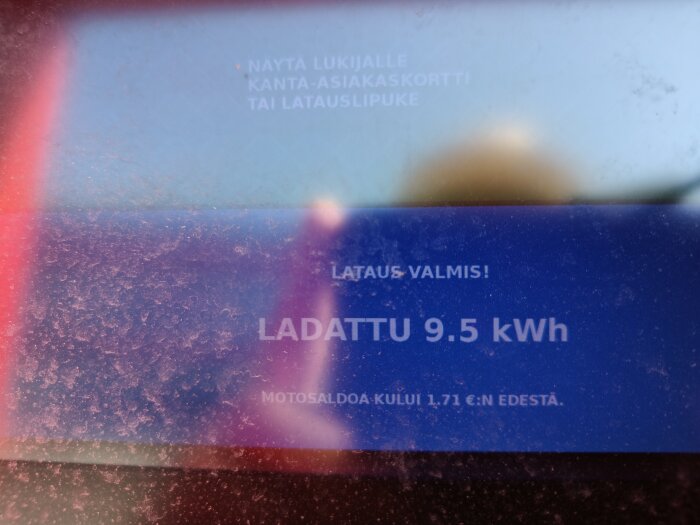 NÄYTÄ LUKIJALLE
KANTA-ASIAKASKORTTI
TAI LATAUSLIPUKE
LATAUS VALMIS!
LADATTU 9.5 kWh
MOTOSALDOA KULUI 1.71 €:N EDESTÄ.